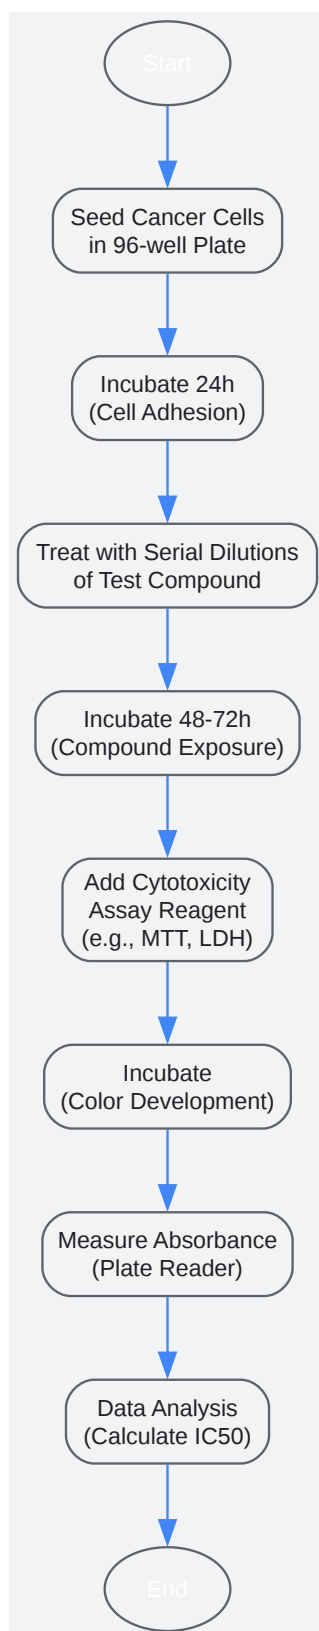 Start
Seed Cancer Cells
in 96-well Plate
Incubate 24h
(Cell Adhesion)
Treat with Serial Dilutions
of Test Compound
Incubate 48-72h
(Compound Exposure)
Add Cytotoxicity
Assay Reagent
(e.g., MTT, LDH)
Incubate
(Color Development)
Measure Absorbance
(Plate Reader)
Data Analysis
(Calculate IC50)
End